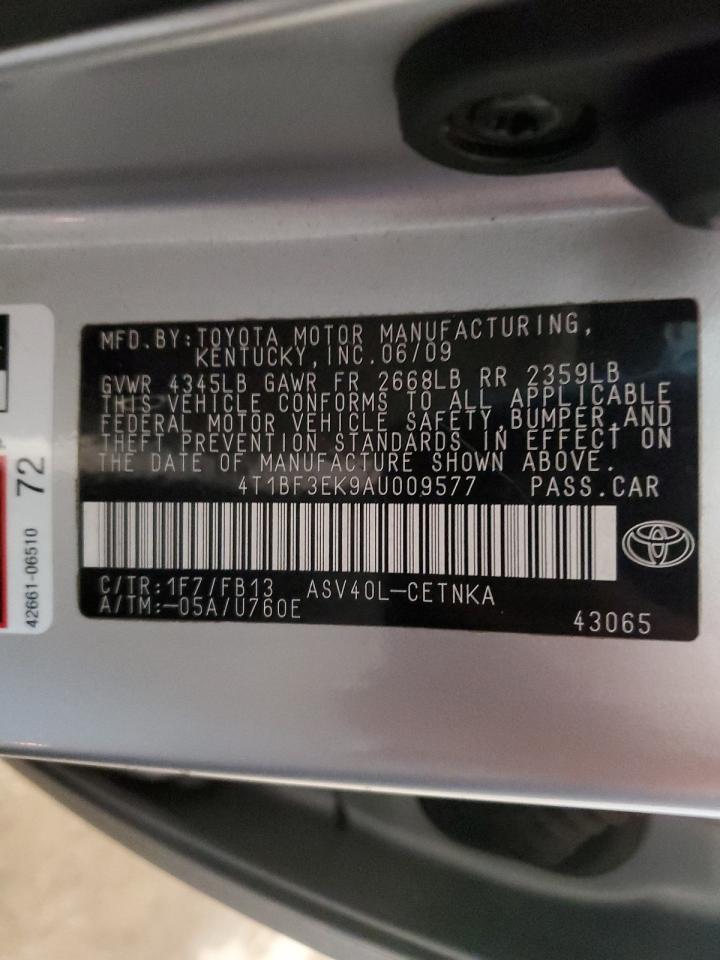 MFD.BY:TOYOTA MOTOR MANUFACTURING,
KENTUCKY,INC.06/09
GVWR 4345LB GAWR FR 2668LB RR 2359LB
THIS VEHICLE CONFORMS TO ALL APPLICABLE
FEDERAL MOTOR VEHICLE SAFETY,BUMPER,AND
THEFT PREVENTION STANDARDS IN EFFECT ON
THE DATE OF MANUFACTURE SHOWN ABOVE.
4T1BF3EK9AU009577 PASS.CAR
C/TR:1F7/FB13 ASV40L-CETNKA
A/TM:-05A/U760E
43065
72
42661-06510